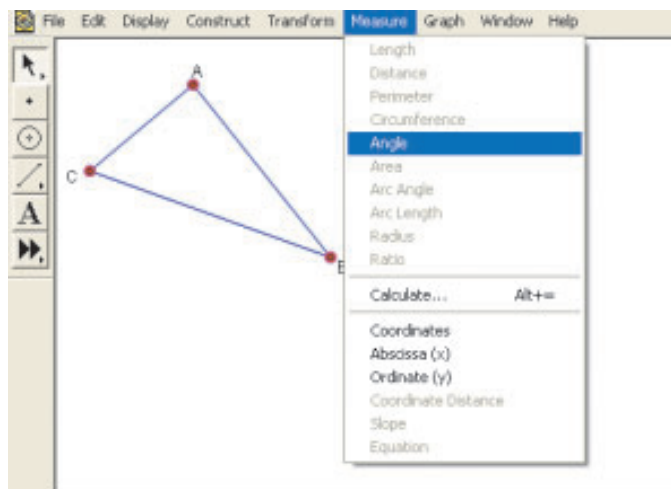 File Edit Display Construct Transform Measure Graph Window Help
Length
Distance
Perimeter
Circumference
Angle
Area
Arc Angle
Arc Length
Radius
Ratio
Calculate... Alt+=
Coordinates
Abscissa (x)
Ordinate (y)
Coordinate Distance
Slope
Equation
A
C
B
A